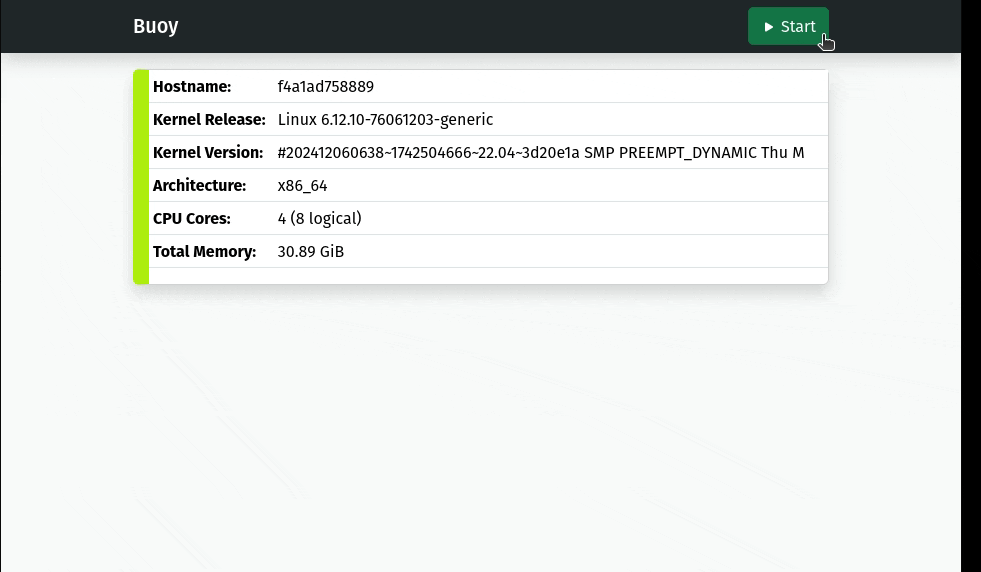 Buoy
Start
Hostname: f4a1ad758889
Kernel Release: Linux 6.12.10-76061203-generic
Kernel Version: #202412060638~1742504666~22.04~3d20e1a SMP PREEMPT_DYNAMIC Thu M
Architecture: x86_64
CPU Cores: 4 (8 logical)
Total Memory: 30.89 GiB